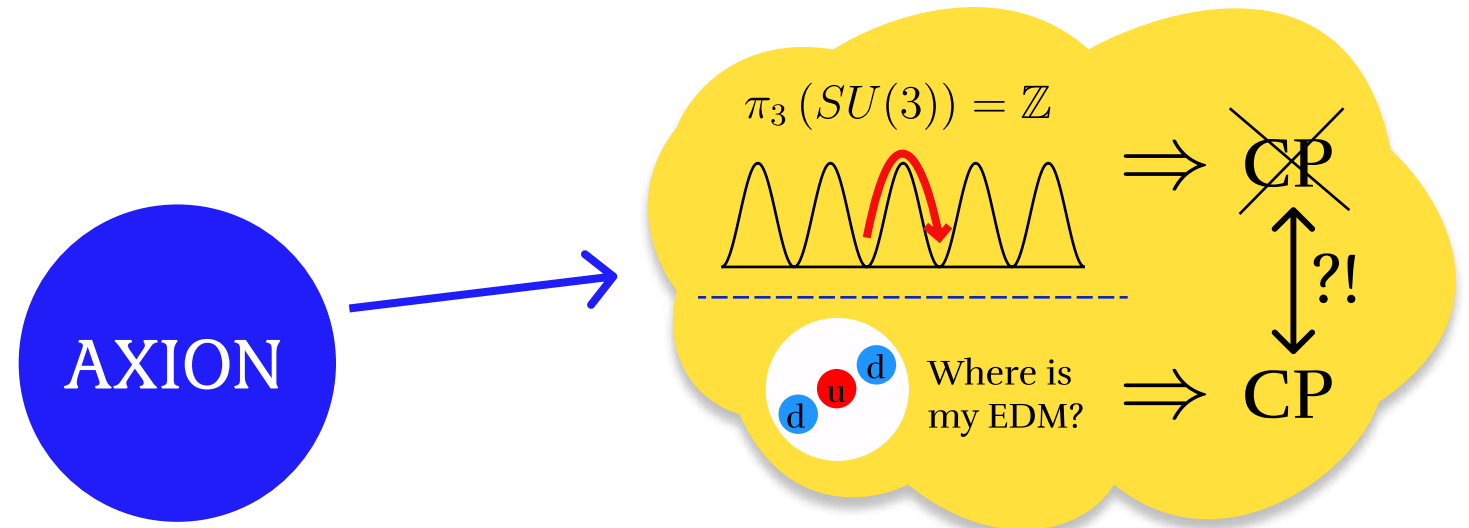 AXION
π₃ (SU(3)) = ℤ
⇒ CP
?!
d u d
Where is
my EDM?
⇒ CP